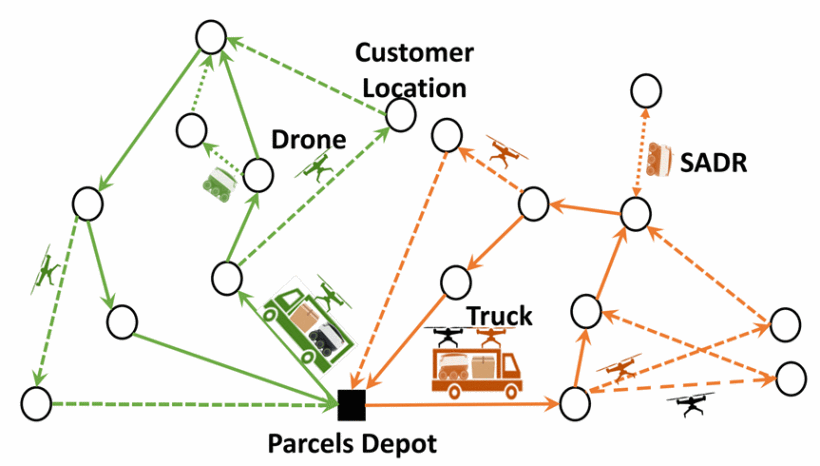 Customer
Location
Drone
SADR
Truck
Parcels Depot